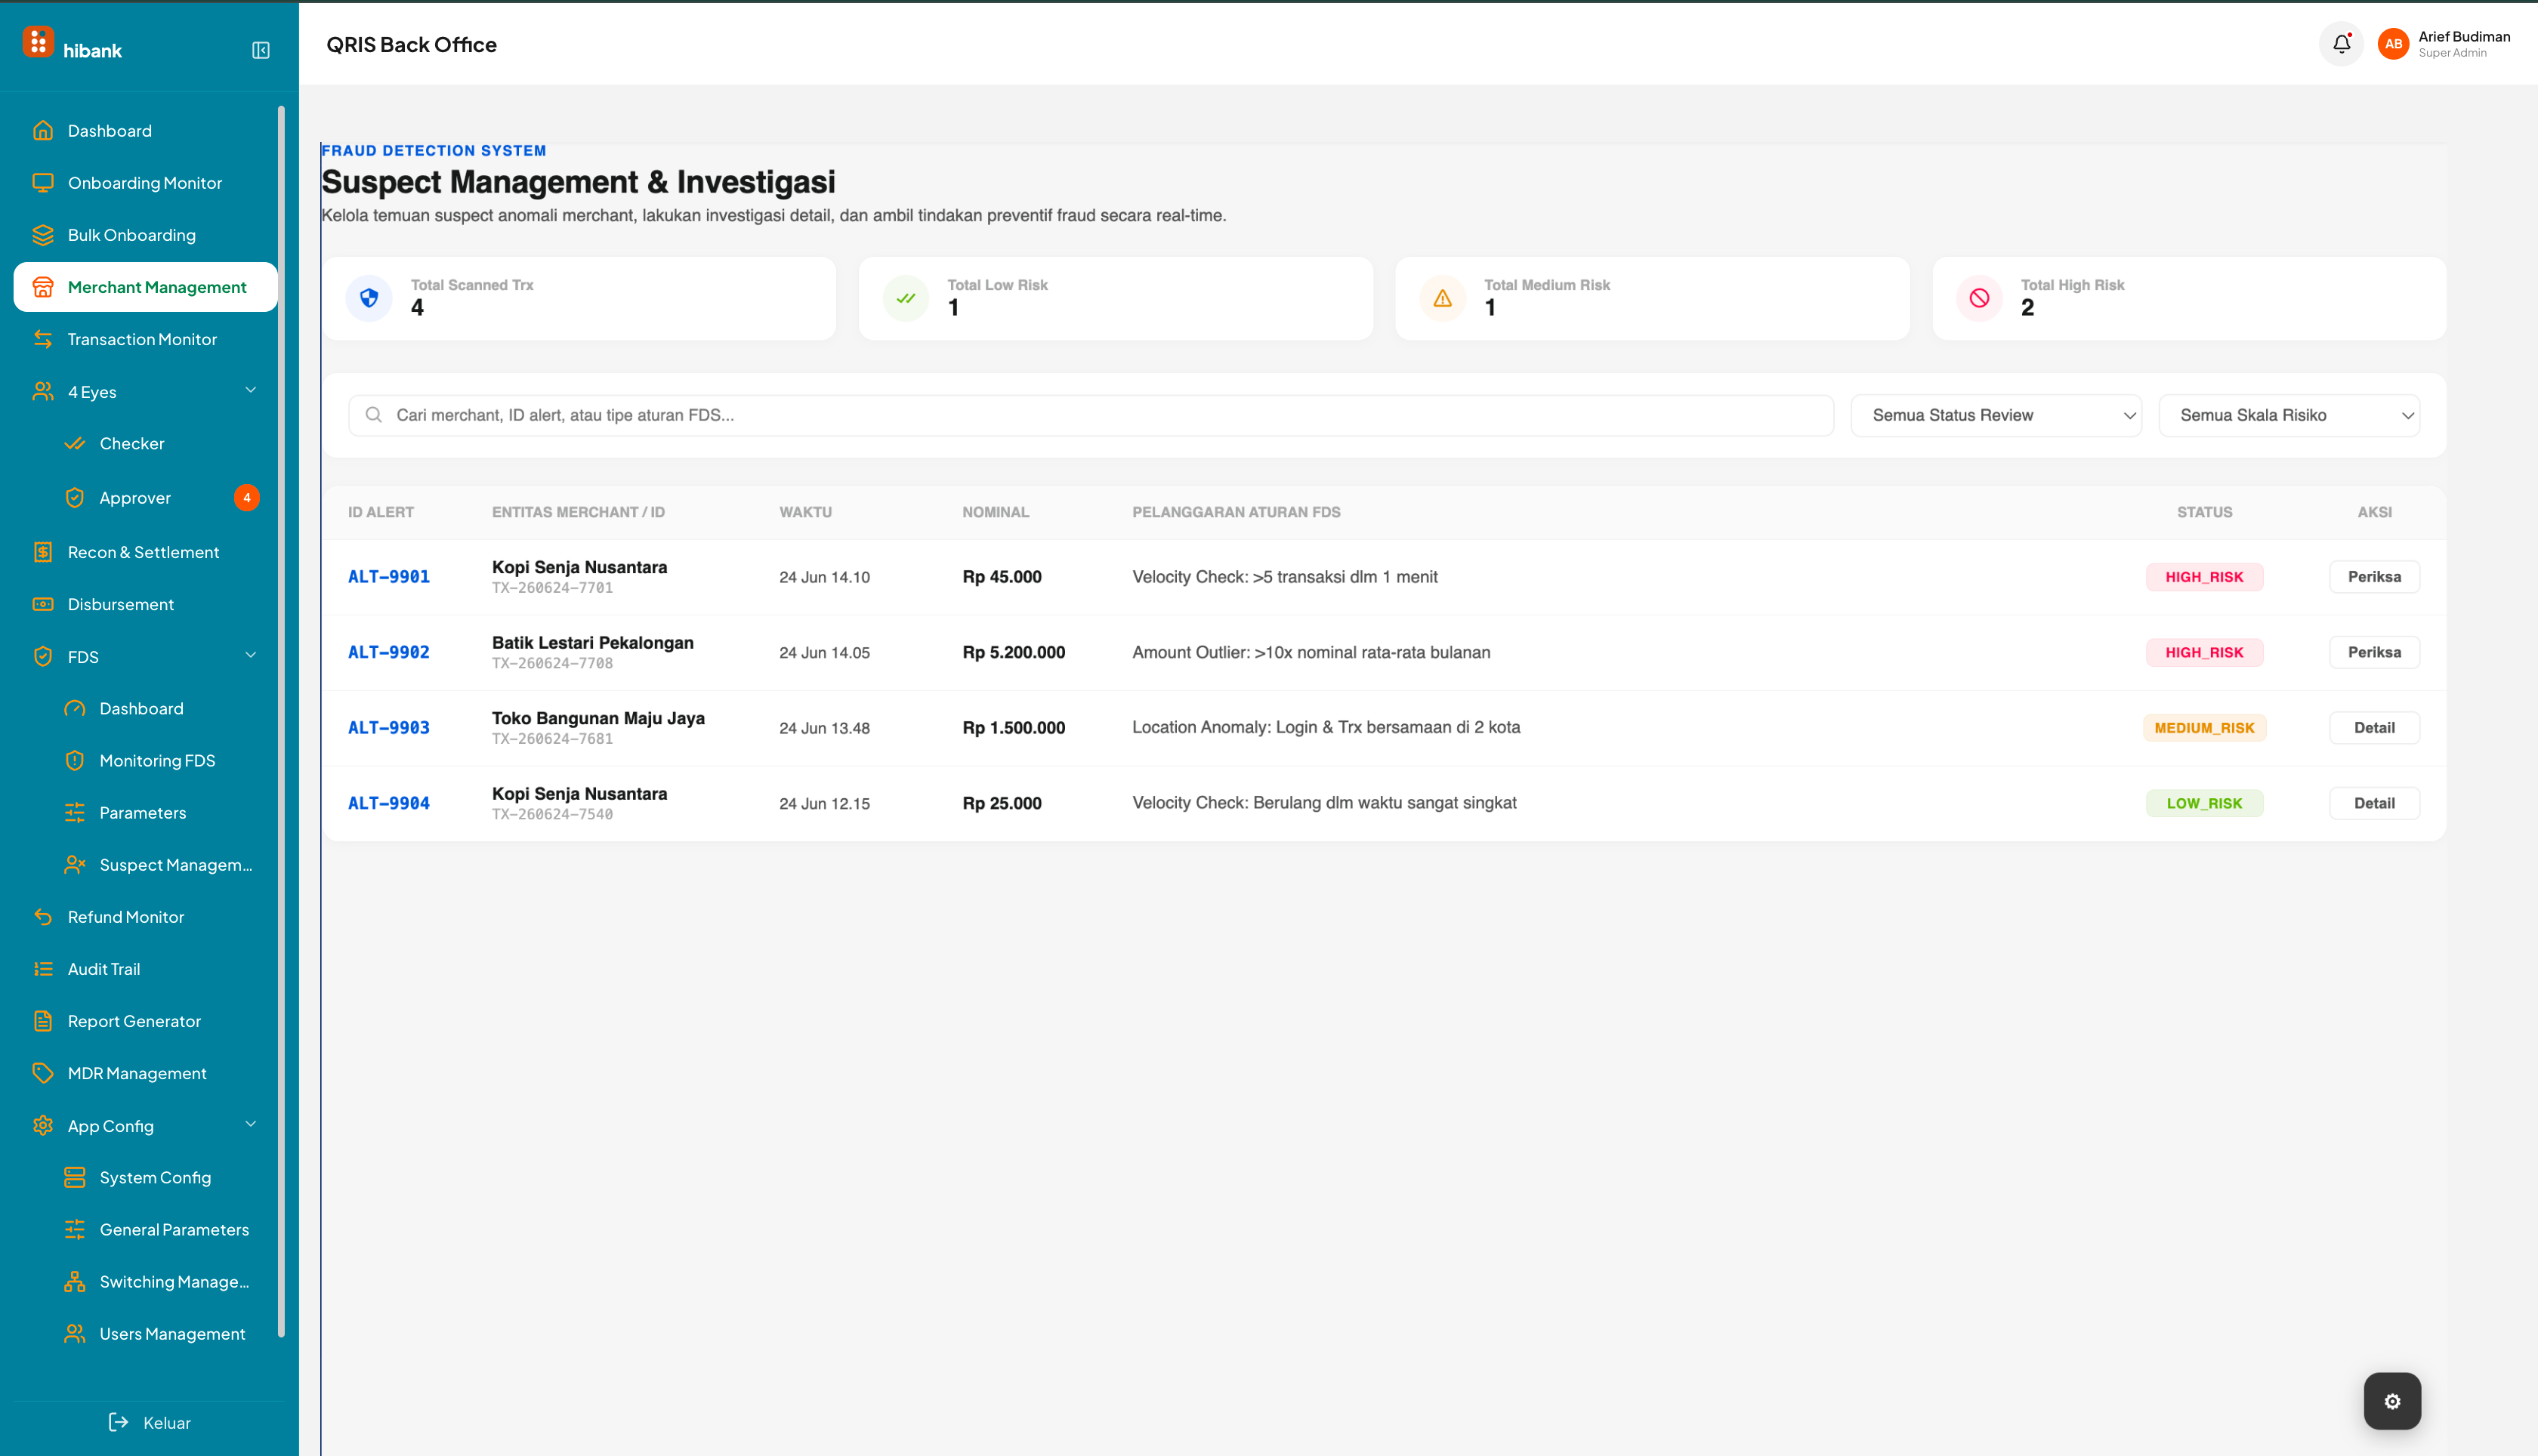 hibank
QRIS Back Office
AB
Arief Budiman
Super Admin
Dashboard
Onboarding Monitor
Bulk Onboarding
Merchant Management
Transaction Monitor
4 Eyes
Checker
Approver
4
Recon & Settlement
Disbursement
FDS
Dashboard
Monitoring FDS
Parameters
Suspect Managem...
Refund Monitor
Audit Trail
Report Generator
MDR Management
App Config
System Config
General Parameters
Switching Manage...
Users Management
Keluar
FRAUD DETECTION SYSTEM
Suspect Management & Investigasi
Kelola temuan suspect anomali merchant, lakukan investigasi detail, dan ambil tindakan preventif fraud secara real-time.
Total Scanned Trx
4
Total Low Risk
1
Total Medium Risk
1
Total High Risk
2
Cari merchant, ID alert, atau tipe aturan FDS...
Semua Status Review
Semua Skala Risiko
ID ALERT ENTITAS MERCHANT / ID WAKTU NOMINAL PELANGGARAN ATURAN FDS STATUS AKSI
ALT-9901 Kopi Senja Nusantara 24 Jun 14.10 Rp 45.000 Velocity Check: >5 transaksi dlm 1 menit HIGH_RISK Periksa
TX-260624-7701
ALT-9902 Batik Lestari Pekalongan 24 Jun 14.05 Rp 5.200.000 Amount Outlier: >10x nominal rata-rata bulanan HIGH_RISK Periksa
TX-260624-7708
ALT-9903 Toko Bangunan Maju Jaya 24 Jun 13.48 Rp 1.500.000 Location Anomaly: Login & Trx bersamaan di 2 kota MEDIUM_RISK Detail
TX-260624-7681
ALT-9904 Kopi Senja Nusantara 24 Jun 12.15 Rp 25.000 Velocity Check: Berulang dlm waktu sangat singkat LOW_RISK Detail
TX-260624-7540